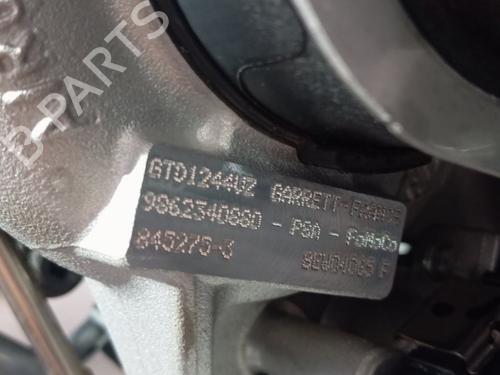 B-PARTS
GTD1244VZ GARRETT-FRANCE
9862340880 - PSA - FoMoCo
845275-3